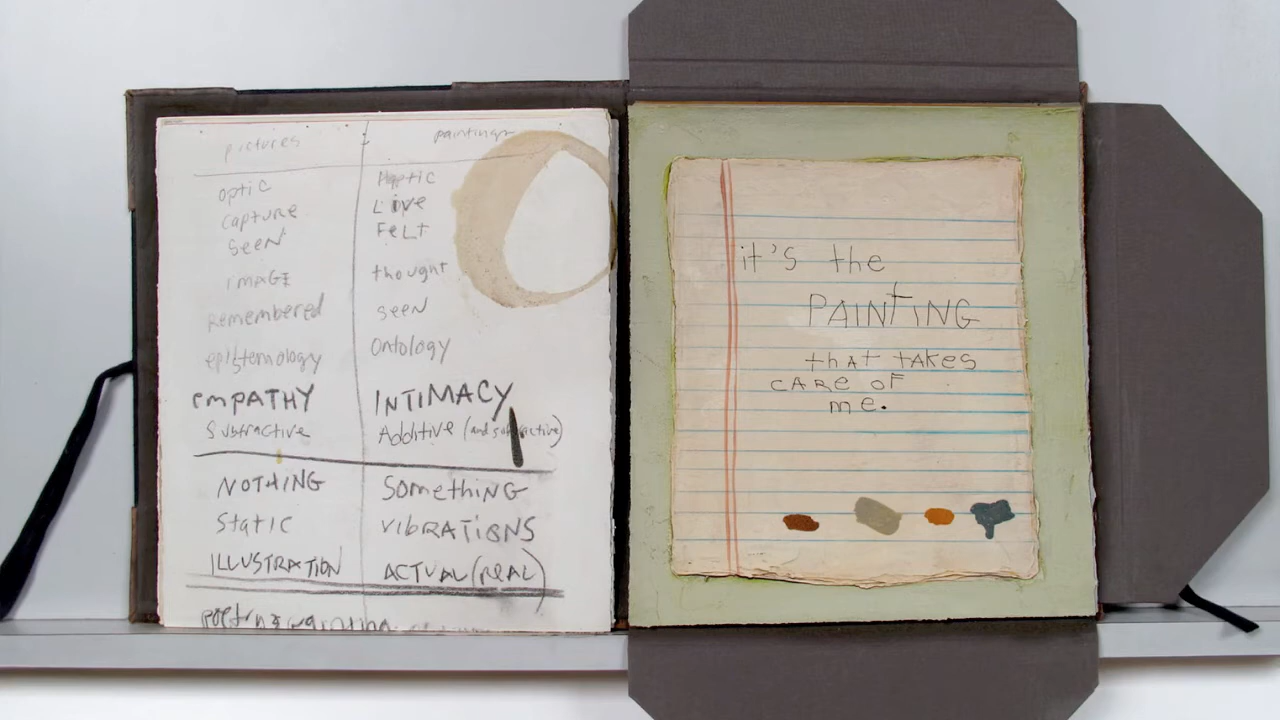 pictures paintings
optic Haptic
capture Live
SEEN FELT
imAGE thought
Remembered SEEN
epistemology Ontology
emPATHY INTIMACY
Subtractive Additive (and subtractive)
NOTHING Something
Static VIBRATIONS
ILLUSTRATION ACTUAL (REAL)
it's the
PAINTING
that TAKES
CARE OF
me.